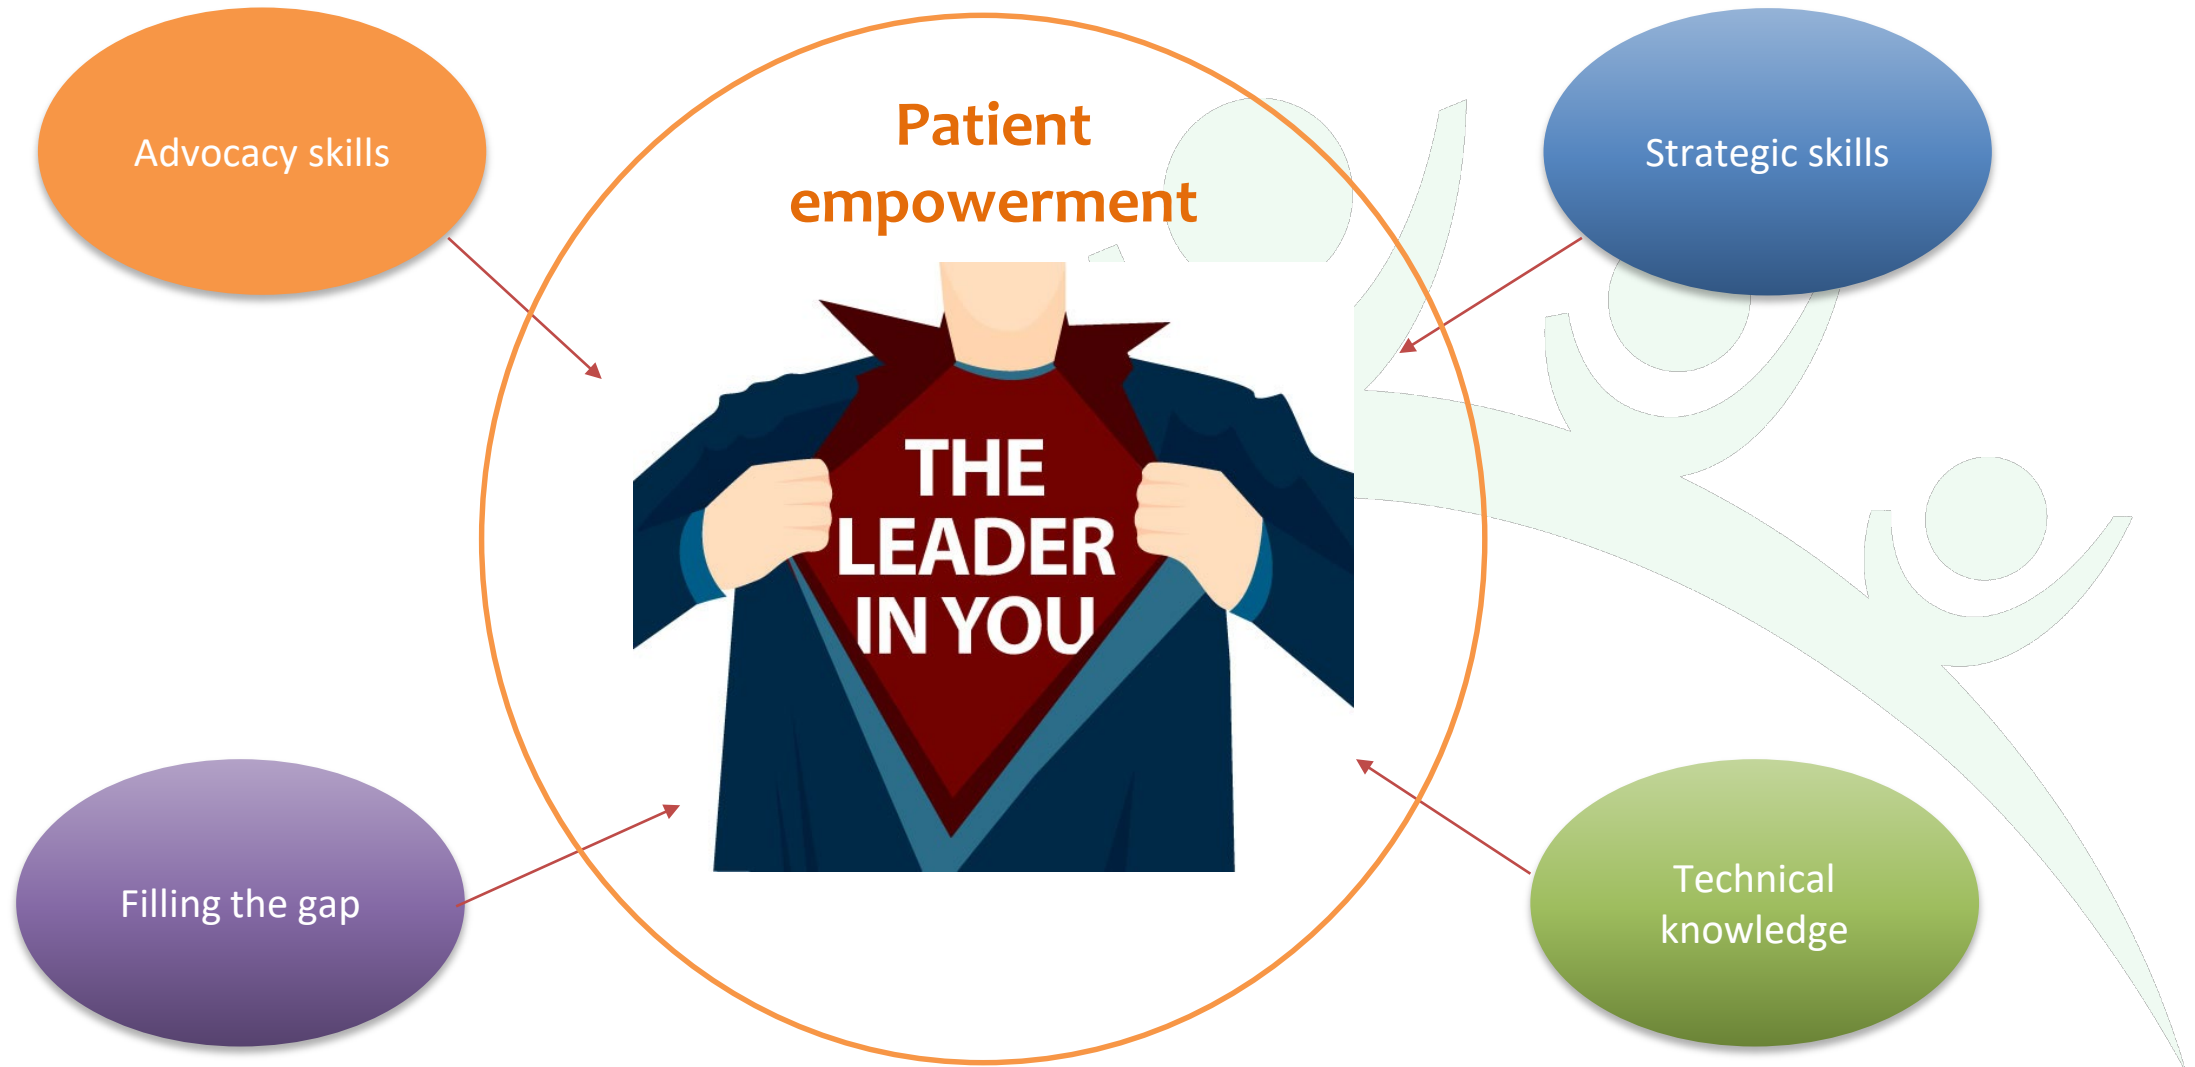 Patient
empowerment
Advocacy skills
Strategic skills
THE
LEADER
IN YOU
Filling the gap
Technical
knowledge